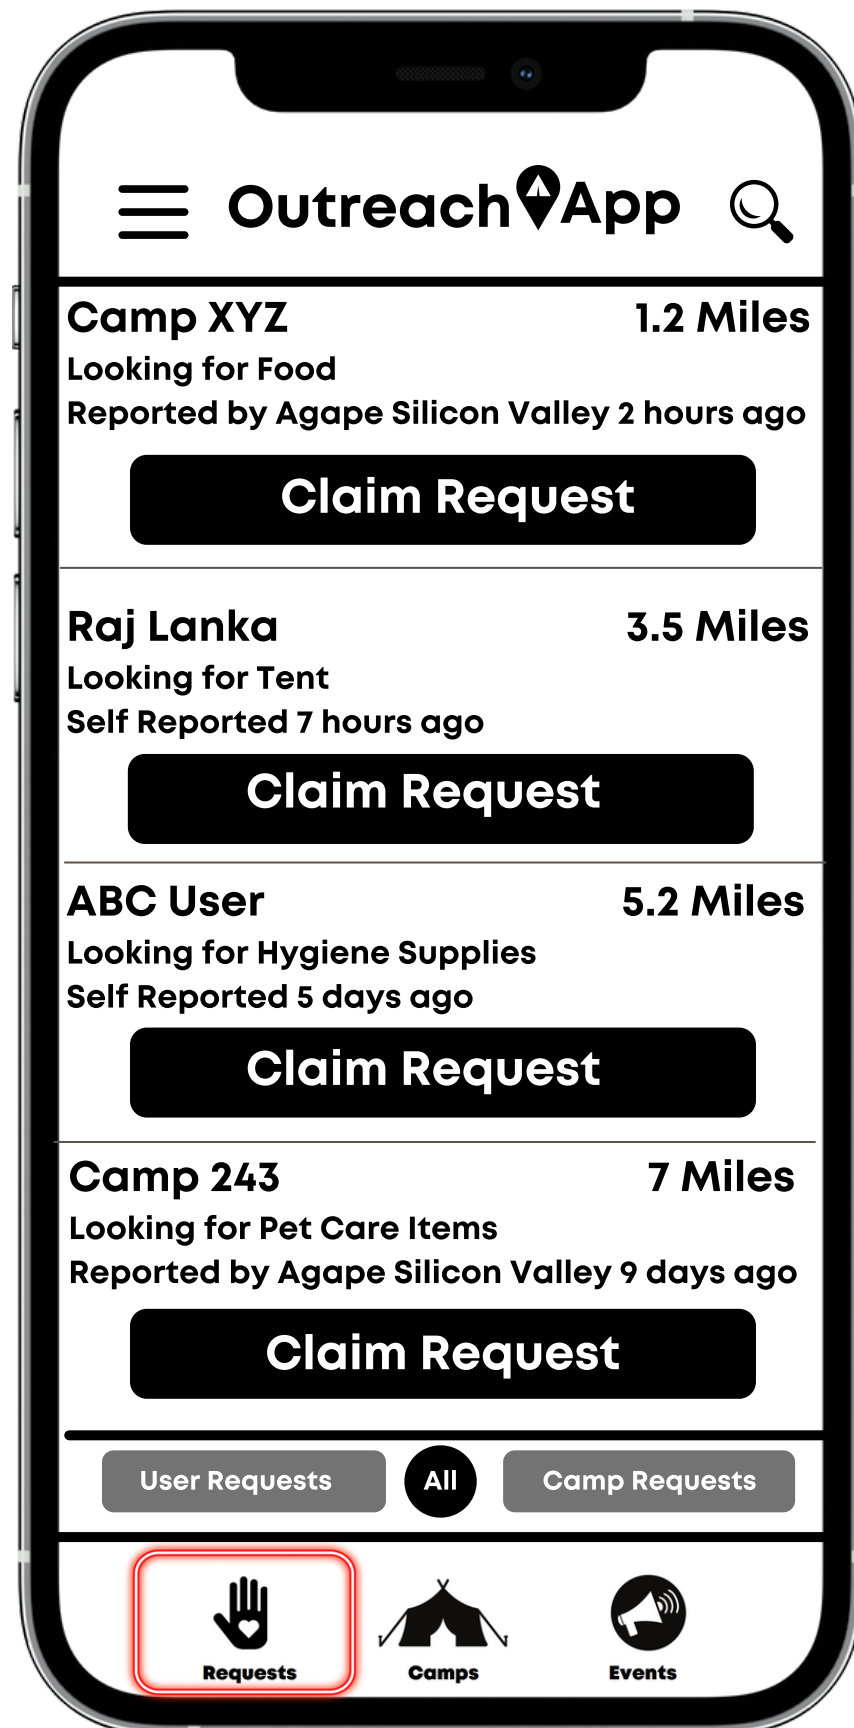 Outreach App
Camp XYZ 1.2 Miles
Looking for Food
Reported by Agape Silicon Valley 2 hours ago
Claim Request
Raj Lanka 3.5 Miles
Looking for Tent
Self Reported 7 hours ago
Claim Request
ABC User 5.2 Miles
Looking for Hygiene Supplies
Self Reported 5 days ago
Claim Request
Camp 243 7 Miles
Looking for Pet Care Items
Reported by Agape Silicon Valley 9 days ago
Claim Request
User Requests All Camp Requests
Requests Camps Events